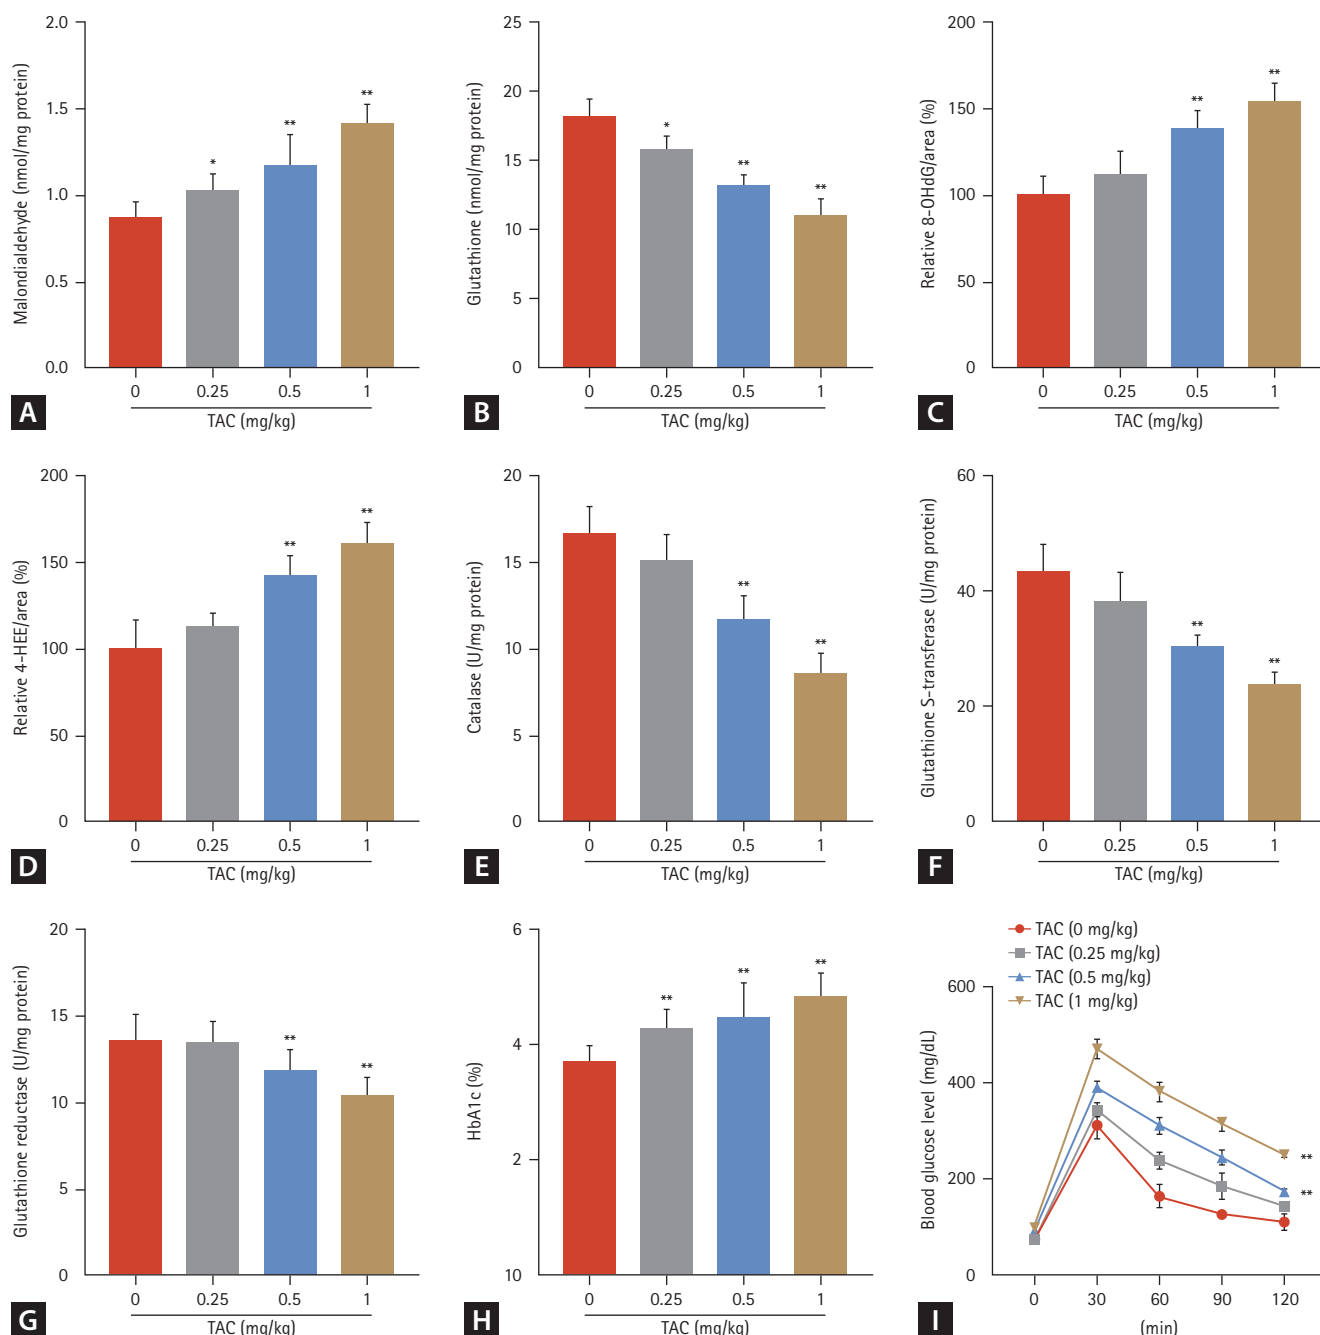 2.0
1.5
1.0
0.5
0.0
Malondialdehyde (nmol/mg protein)
*
**
**
0 0.25 0.5 1
TAC (mg/kg)
A
25
20
15
10
5
0
Glutathione (nmol/mg protein)
*
**
**
0 0.25 0.5 1
TAC (mg/kg)
B
200
150
100
50
0
Relative 8-OHdG/area (%)
**
**
0 0.25 0.5 1
TAC (mg/kg)
C
200
150
100
50
0
Relative 4-HEE/area (%)
**
**
0 0.25 0.5 1
TAC (mg/kg)
D
20
15
10
5
0
Catalase (U/mg protein)
**
**
0 0.25 0.5 1
TAC (mg/kg)
E
60
40
20
0
Glutathione S-transferase (U/mg protein)
**
**
0 0.25 0.5 1
TAC (mg/kg)
F
20
15
10
5
0
Glutathione reductase (U/mg protein)
**
**
0 0.25 0.5 1
TAC (mg/kg)
G
6
4
2
10
HbA1c (%)
**
**
**
0 0.25 0.5 1
TAC (mg/kg)
H
TAC (0 mg/kg)
TAC (0.25 mg/kg)
TAC (0.5 mg/kg)
TAC (1 mg/kg)
600
400
200
0
Blood glucose level (mg/dL)
**
**
0 30 60 90 120
(min)
I